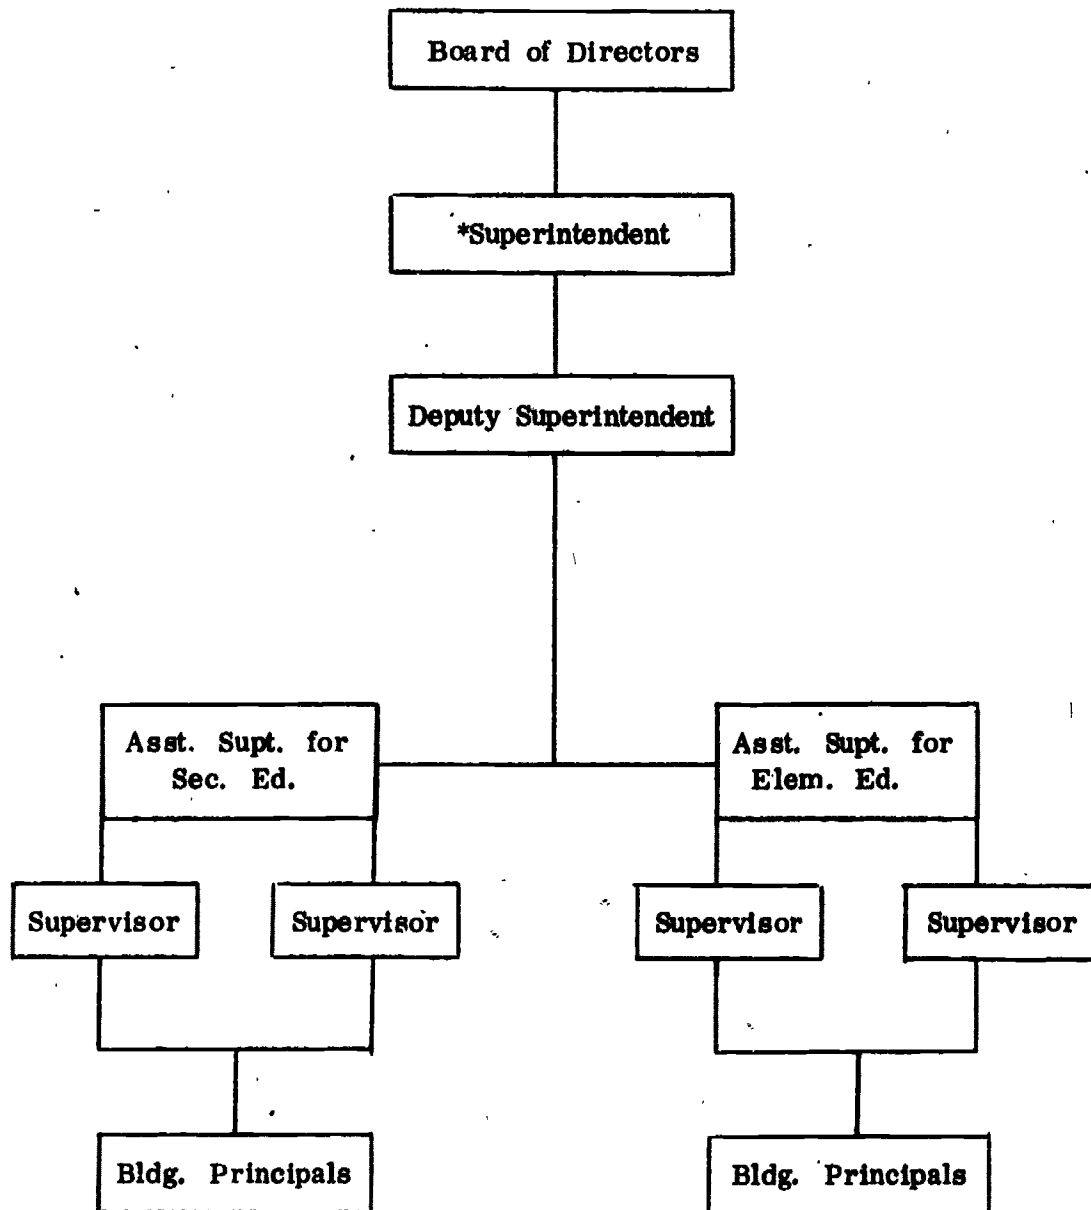 Board of Directors
*Superintendent
Deputy Superintendent
Asst. Supt. for
Sec. Ed.
Asst. Supt. for
Elem. Ed.
Supervisor
Supervisor
Supervisor
Supervisor
Bldg. Principals
Bldg. Principals